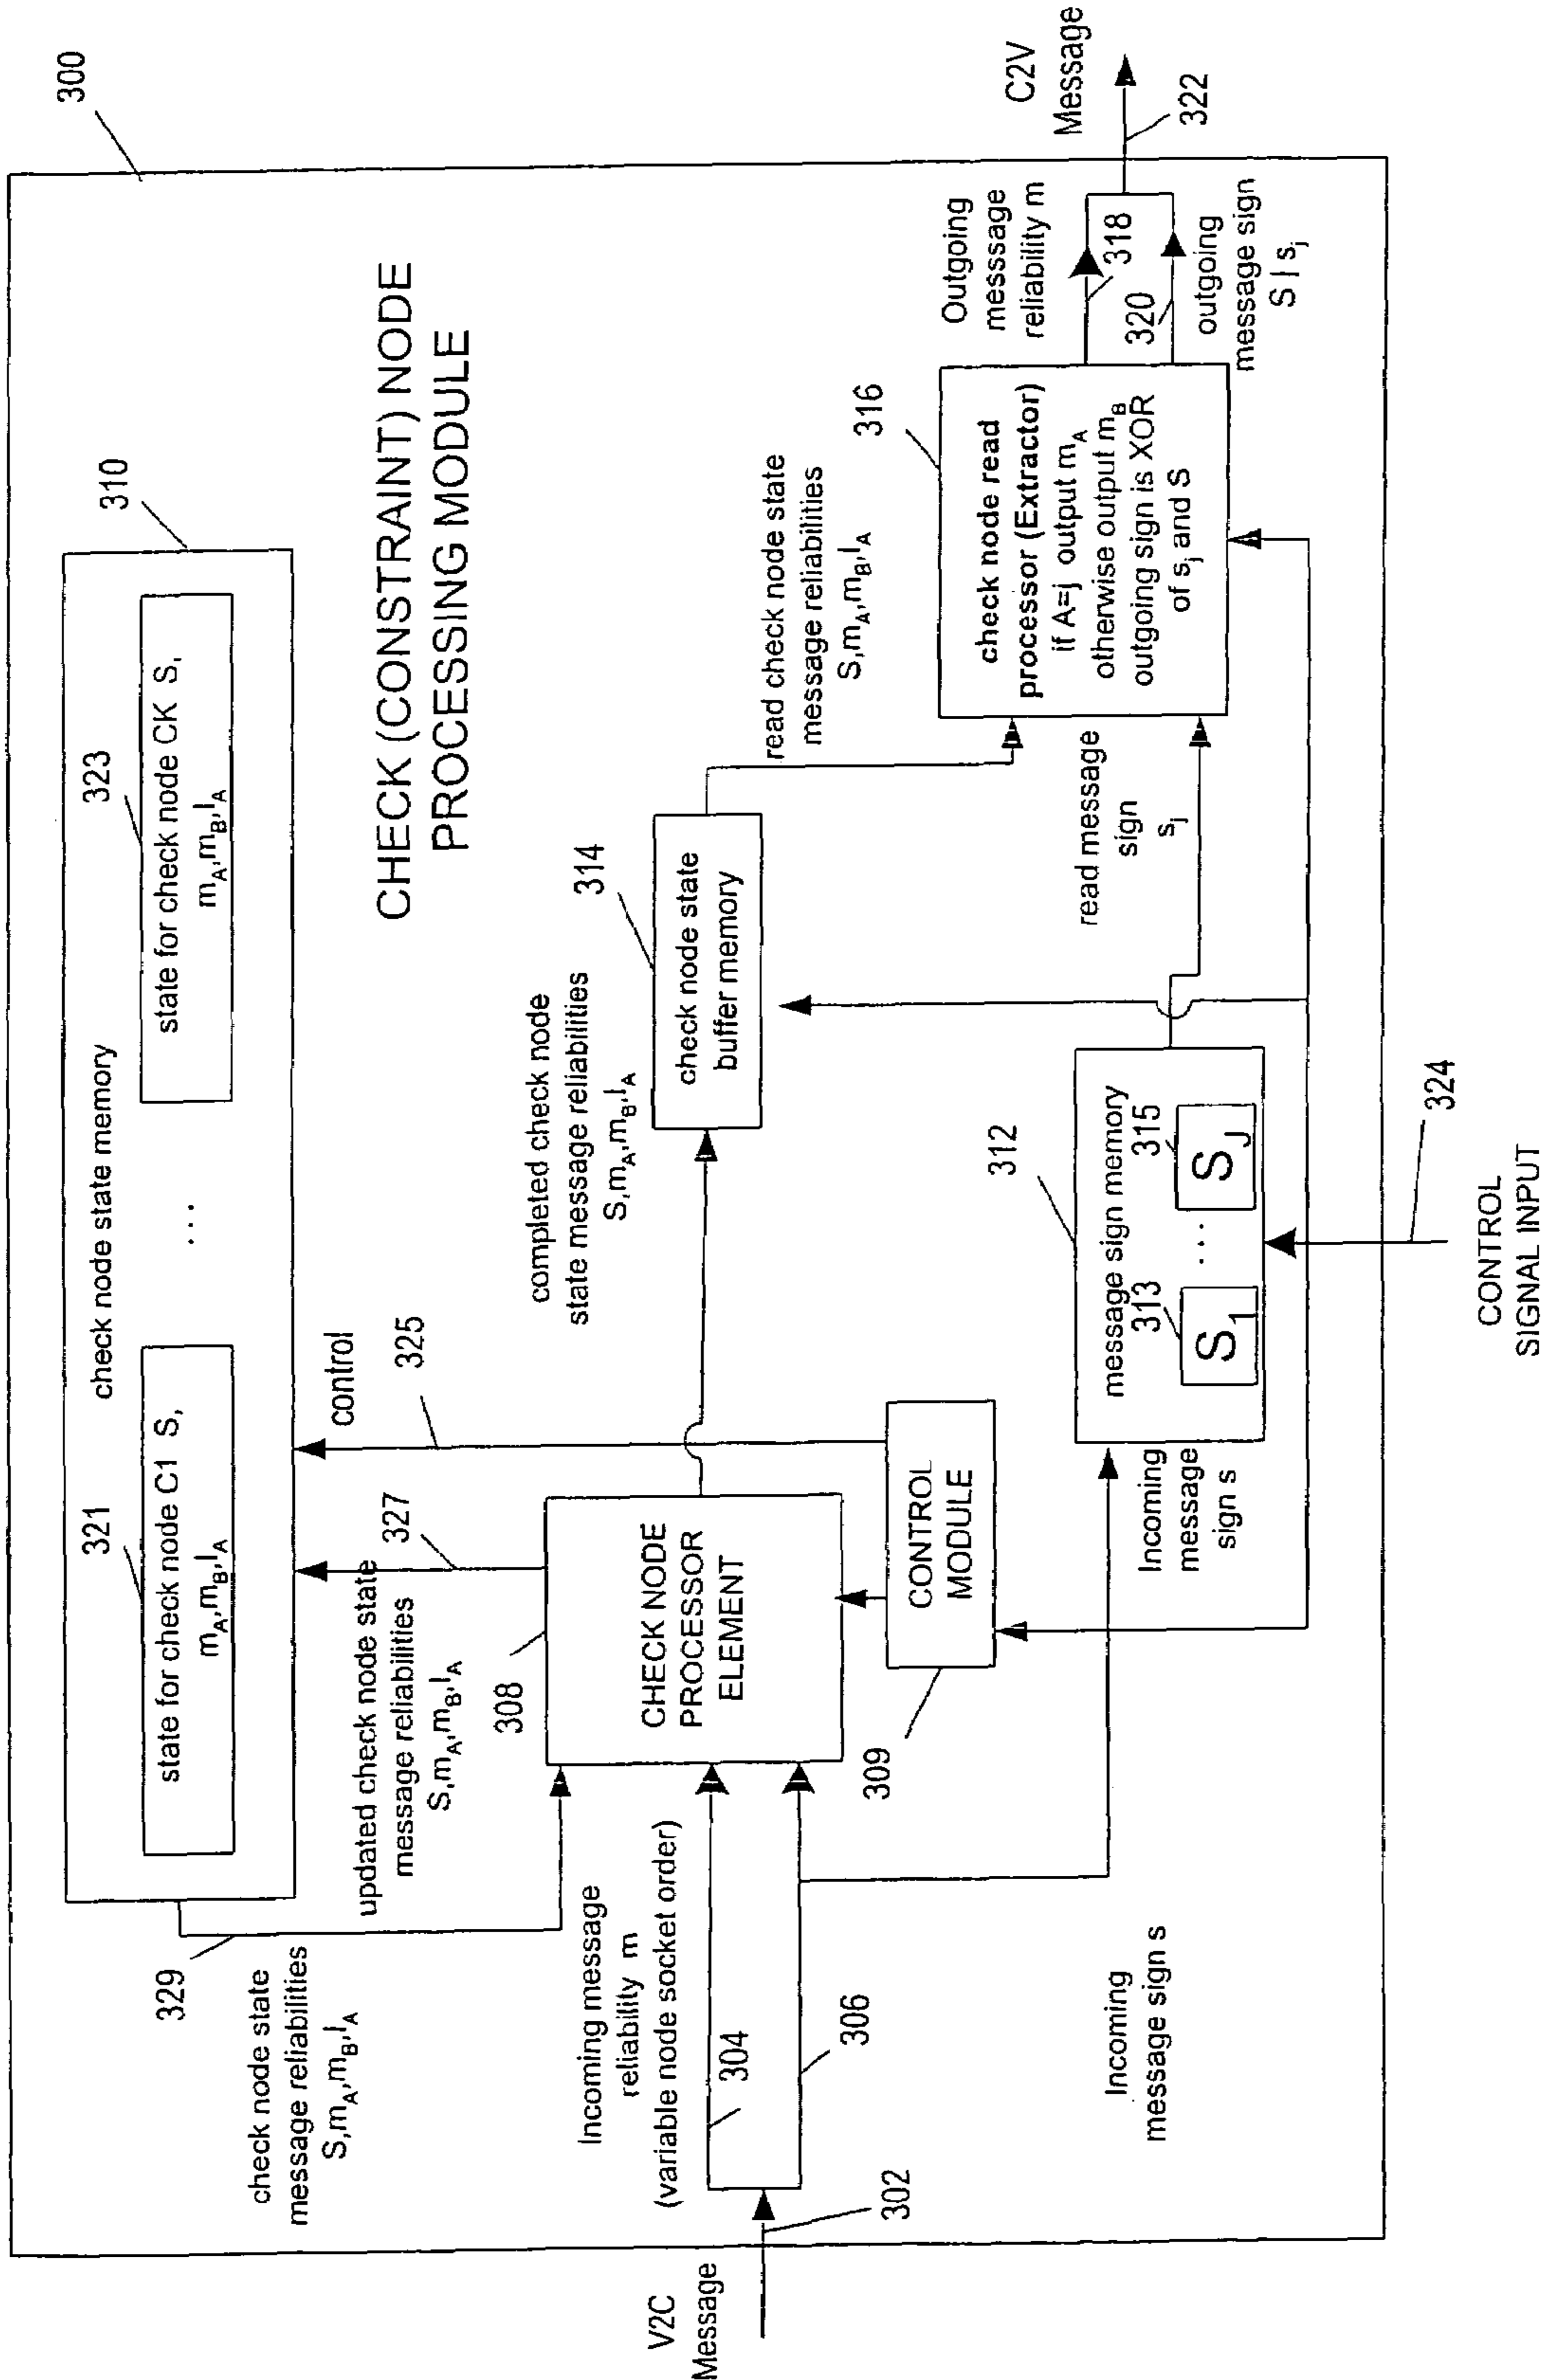 300
CHECK (CONSTRAINT) NODE
PROCESSING MODULE
310
check node state memory
321
state for check node C1 S,
mA,mB,IA
...
323
state for check node CK S,
mA,mB,IA
329
check node state
message reliabilities
S,mA,mB,IA
updated check node state
message reliabilities
S,mA,mB,IA
327
control
325
V2C
Message
302
Incoming message
reliability m
(variable node socket order)
304
306
308
CHECK NODE
PROCESSOR
ELEMENT
309
CONTROL
MODULE
completed check node
state message reliabilities
S,mA,mB,IA
314
check node state
buffer memory
read check node state
message reliabilities
S,mA,mB,IA
Incoming
message sign s
Incoming
message
sign s
312
message sign memory
313
S1
...
315
SJ
read message
sign
sj
316
check node read
processor (Extractor)
if A=j output mA
otherwise output mB
outgoing sign is XOR
of sj and S
Outgoing
messsage
reliability m
318
320
outgoing
message sign
S | sj
C2V
Message
322
324
CONTROL
SIGNAL INPUT